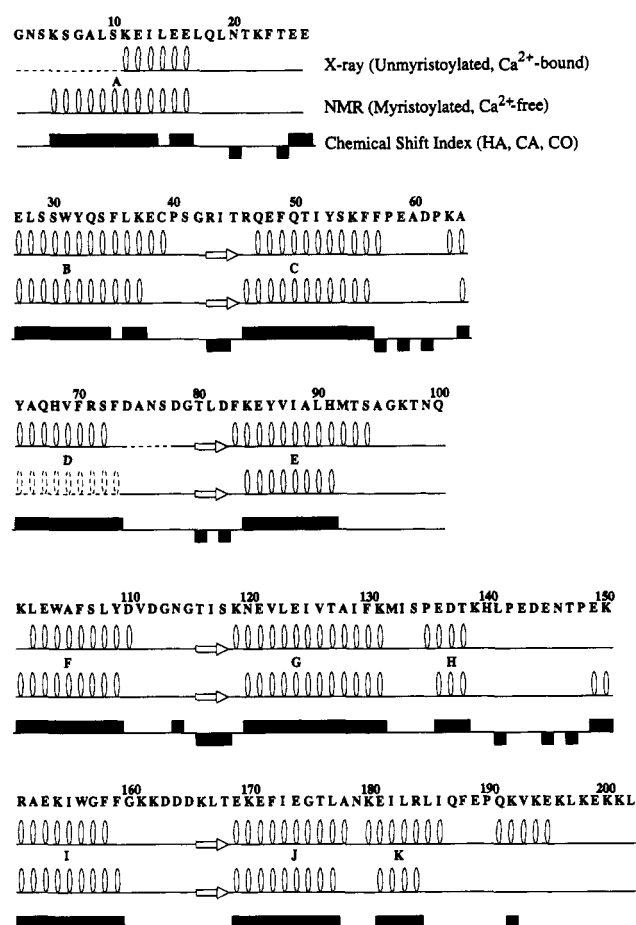 10 20
GNSKSGALSKEILEELQLNTKFTEE
X-ray (Unmyristoylated, Ca2+-bound)
A
NMR (Myristoylated, Ca2+-free)
Chemical Shift Index (HA, CA, CO)
30 40 50 60
ELSSWYQSFLKECPSGRITRQEFQTIYSKFFPEADPKA
B C
70 80 90 100
YAQHVFRSFDANSDGTLDFKEYVIALHMTSAGKTNQ
D E
110 120 130 140 150
KLEWAFSLYDVDGNGTISKNEVLEIVTAIFKMISPEDTKHLPEDENTPEK
F G H
160 170 180 190 200
RAEKIWGFFGKKDDDKLTEKEFIEGTLANKEILRLIQFEPQKVKEKLKEKKL
I J K